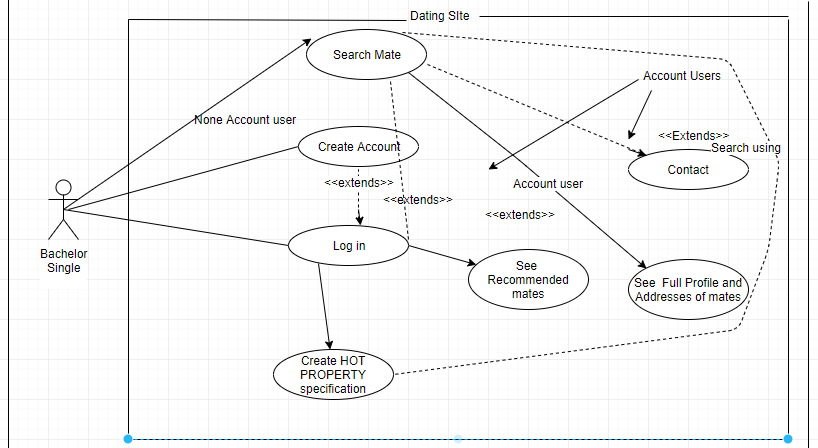 Dating SIte
Search Mate
Account Users
None Account user
<<Extends>>
Search using
Create Account
Contact
<<extends>>
Account user
<<extends>>
<<extends>>
Bachelor
Single
Log in
See
Recommended
mates
See Full Profile and
Addresses of mates
Create HOT
PROPERTY
specification